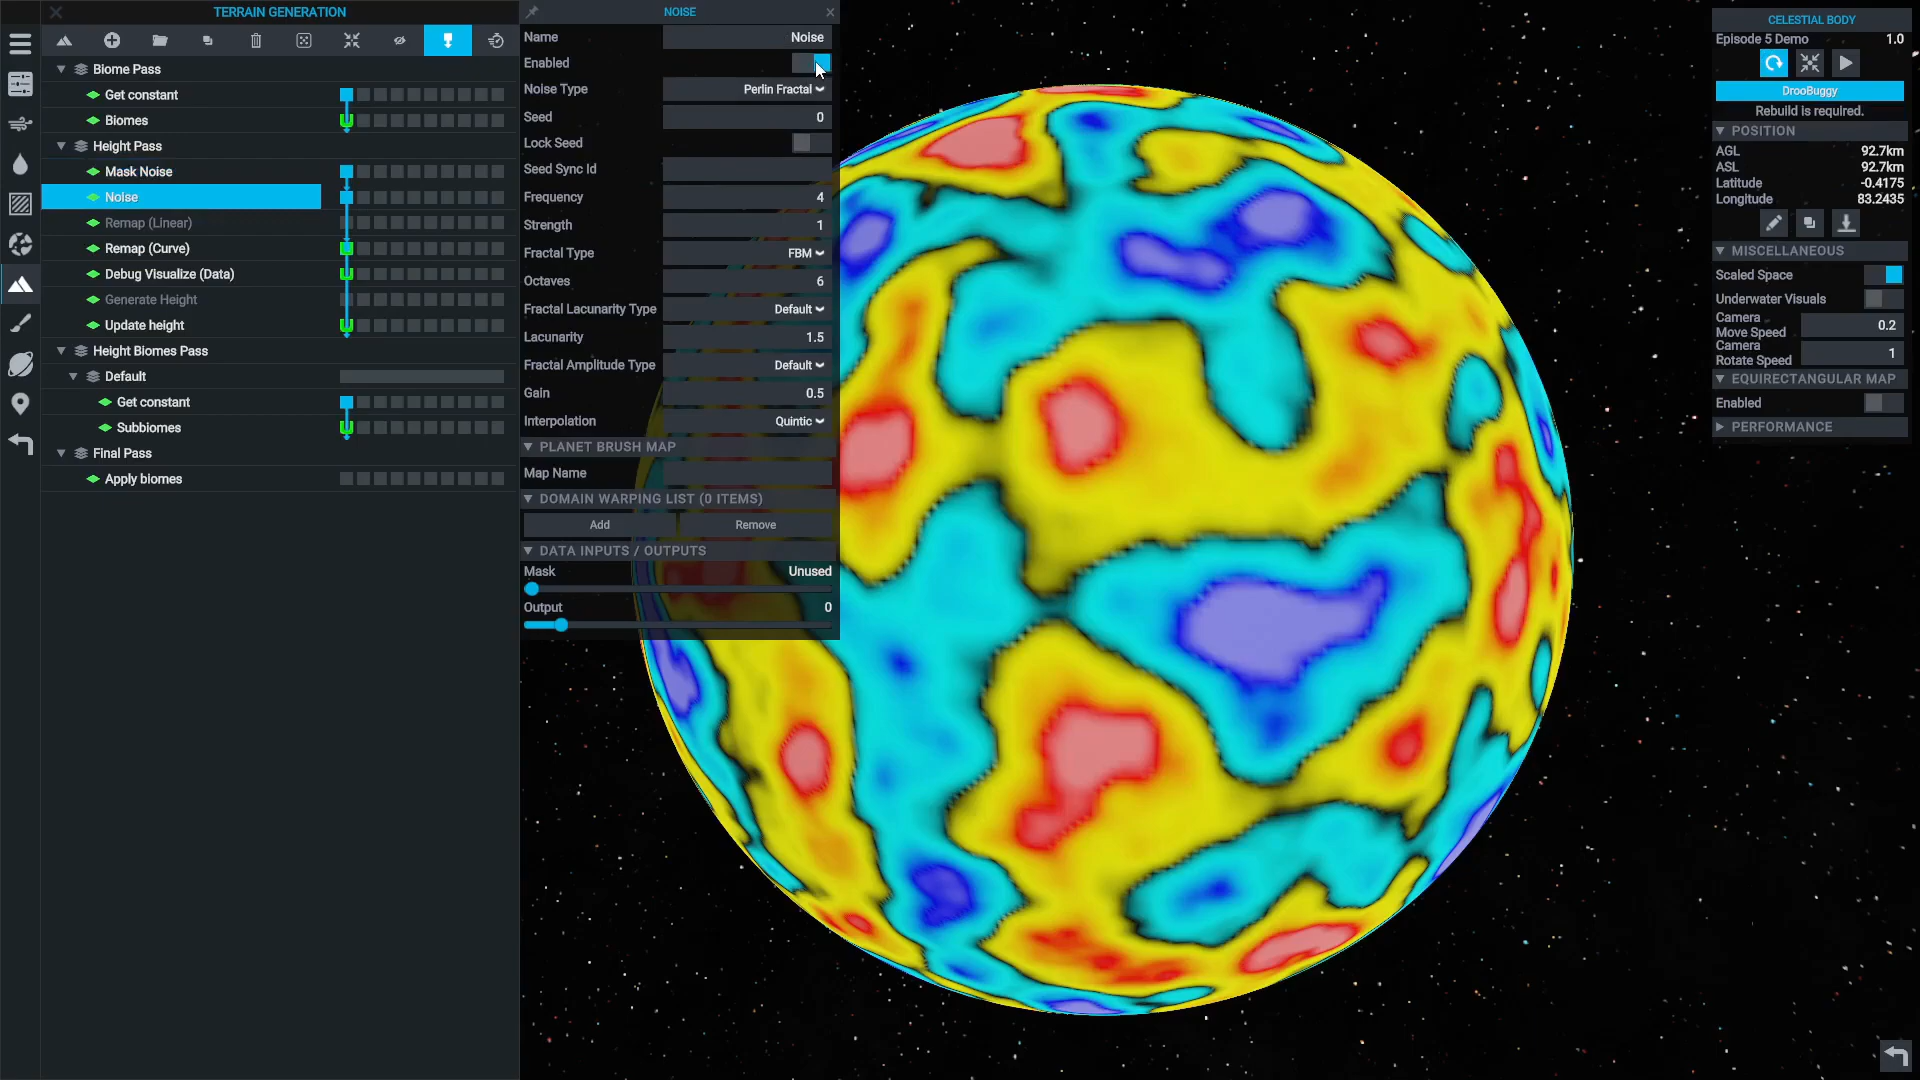 TERRAIN GENERATION
Biome Pass
Get constant
Biomes
Height Pass
Mask Noise
Noise
Remap (Linear)
Remap (Curve)
Debug Visualize (Data)
Generate Height
Update height
Height Biomes Pass
Default
Get constant
Subbiomes
Final Pass
Apply biomes
NOISE
Name Noise
Enabled
Noise Type Perlin Fractal
Seed 0
Lock Seed
Seed Sync Id
Frequency 4
Strength 1
Fractal Type FBM
Octaves 6
Fractal Lacunarity Type Default
Lacunarity 1.5
Fractal Amplitude Type Default
Gain 0.5
Interpolation Quintic
PLANET BRUSH MAP
Map Name
DOMAIN WARPING LIST (0 ITEMS)
Add Remove
DATA INPUTS / OUTPUTS
Mask Unused
Output 0
CELESTIAL BODY
Episode 5 Demo 1.0
DrooBuggy
Rebuild is required.
POSITION
AGL 92.7km
ASL 92.7km
Latitude -0.4175
Longitude 83.2435
MISCELLANEOUS
Scaled Space
Underwater Visuals
Camera
Move Speed 0.2
Camera
Rotate Speed 1
EQUIRECTANGULAR MAP
Enabled
PERFORMANCE